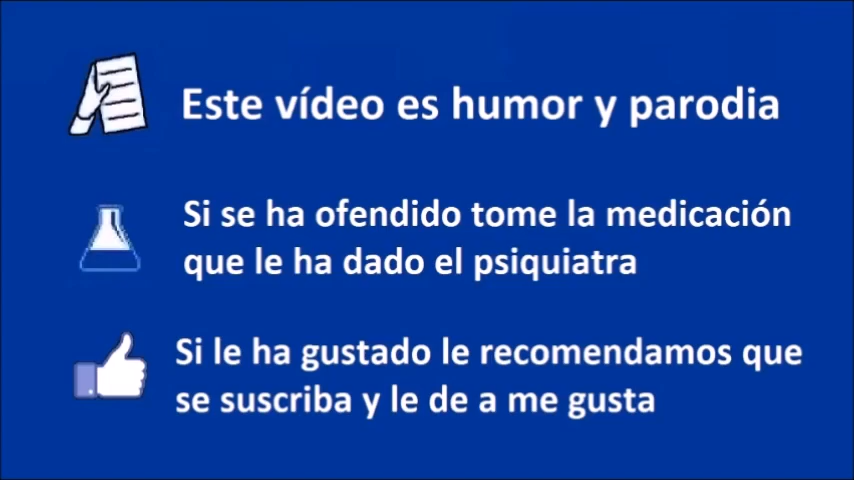 Este vídeo es humor y parodia
Si se ha ofendido tome la medicación
que le ha dado el psiquiatra
Si le ha gustado le recomendamos que
se suscriba y le de a me gusta